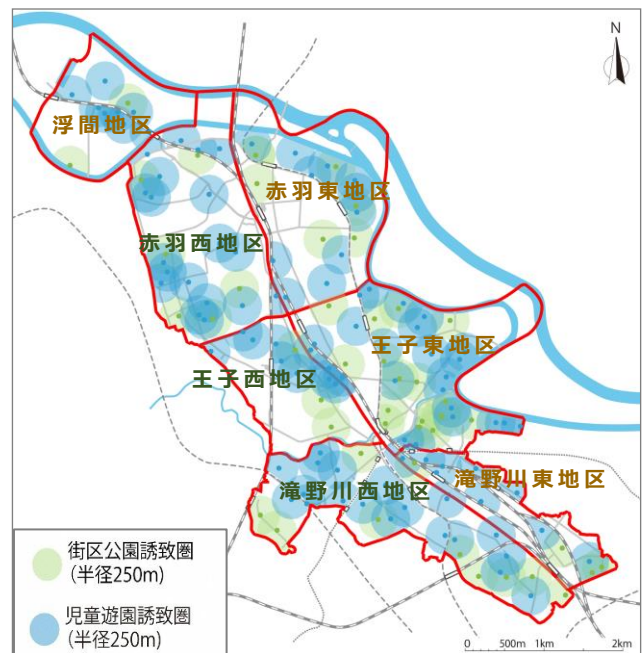 N
浮間地区
赤羽東地区
赤羽西地区
王子東地区
王子西地区
滝野川東地区
滝野川西地区
街区公園誘致圏
(半径250m)
児童遊園誘致圏
(半径250m)
0 500m 1km 2km